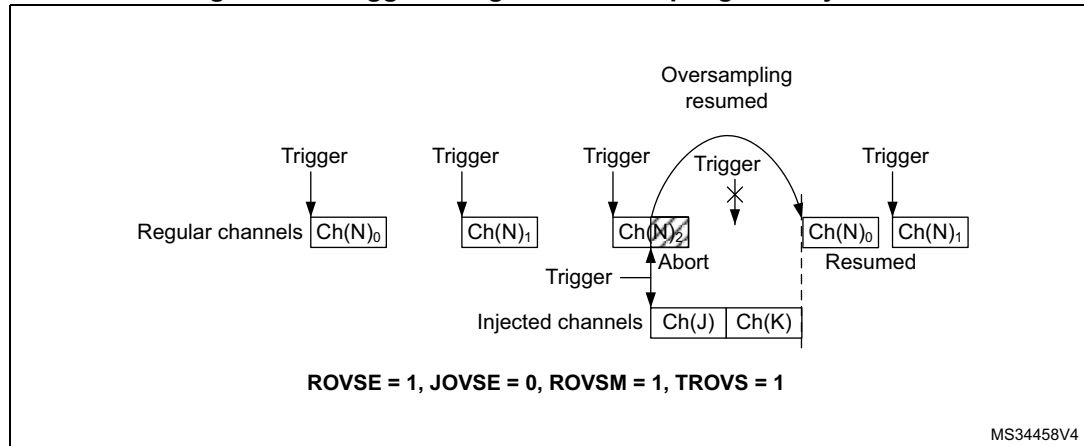 Oversampling
resumed
Trigger Trigger Trigger Trigger Trigger
Regular channels Ch(N)₀ Ch(N)₁ Ch(N)₂ Ch(N)₀ Ch(N)₁
Abort Resumed
Trigger
Injected channels Ch(J) Ch(K)
ROVSE = 1, JOVSE = 0, ROVSM = 1, TROVS = 1
MS34458V4